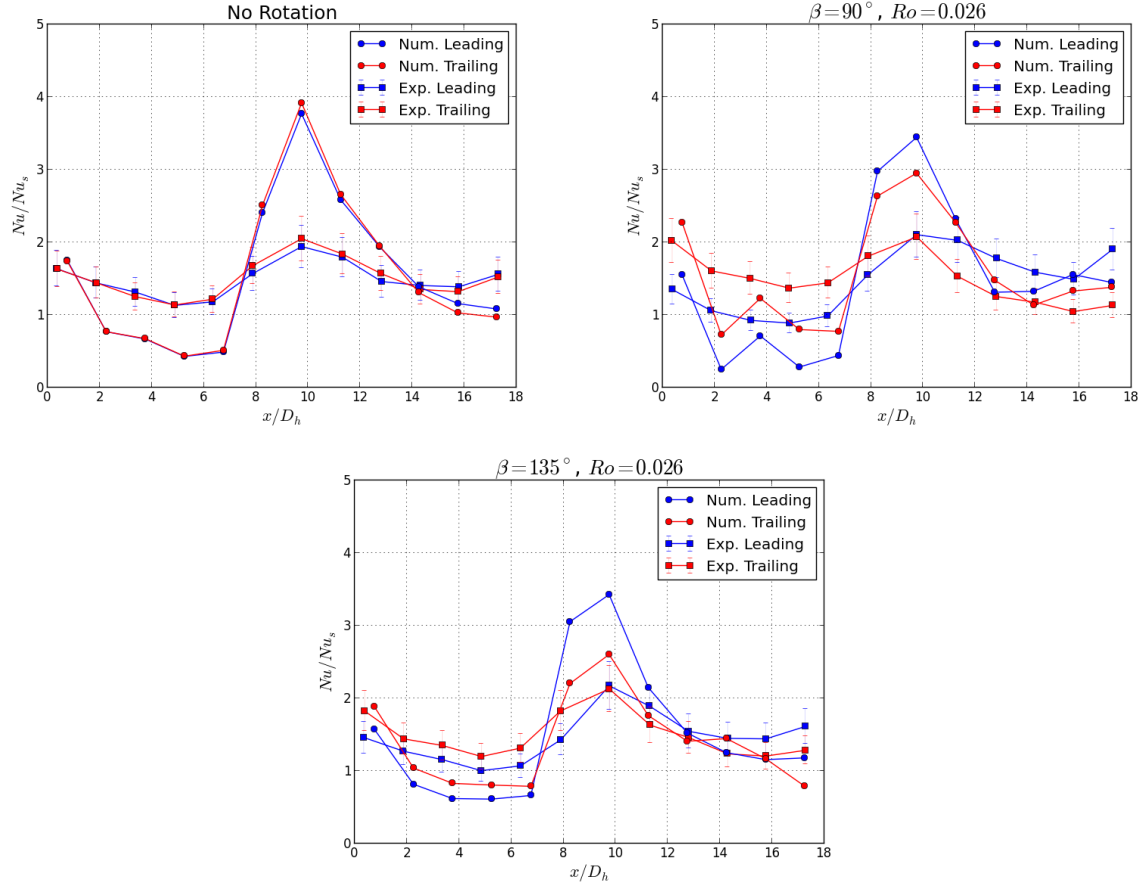 No Rotation
5
4
3
2
1
0
Nu/Nu_s
0 2 4 6 8 10 12 14 16 18
x/D_h
Num. Leading
Num. Trailing
Exp. Leading
Exp. Trailing
β=90°, Ro=0.026
5
4
3
2
1
0
Nu/Nu_s
0 2 4 6 8 10 12 14 16 18
x/D_h
Num. Leading
Num. Trailing
Exp. Leading
Exp. Trailing
β=135°, Ro=0.026
5
4
3
2
1
0
Nu/Nu_s
0 2 4 6 8 10 12 14 16 18
x/D_h
Num. Leading
Num. Trailing
Exp. Leading
Exp. Trailing